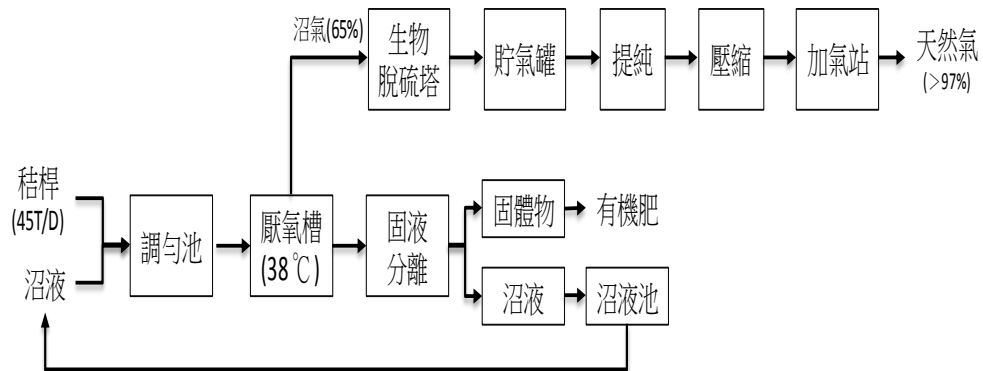 沼氣(65%)
生物
脫硫塔
貯氣罐
提純
壓縮
加氣站
天然氣
(＞97%)
秸桿
(45T/D)
沼液
調勻池
厭氧槽
(38℃)
固液
分離
固體物
有機肥
沼液
沼液池